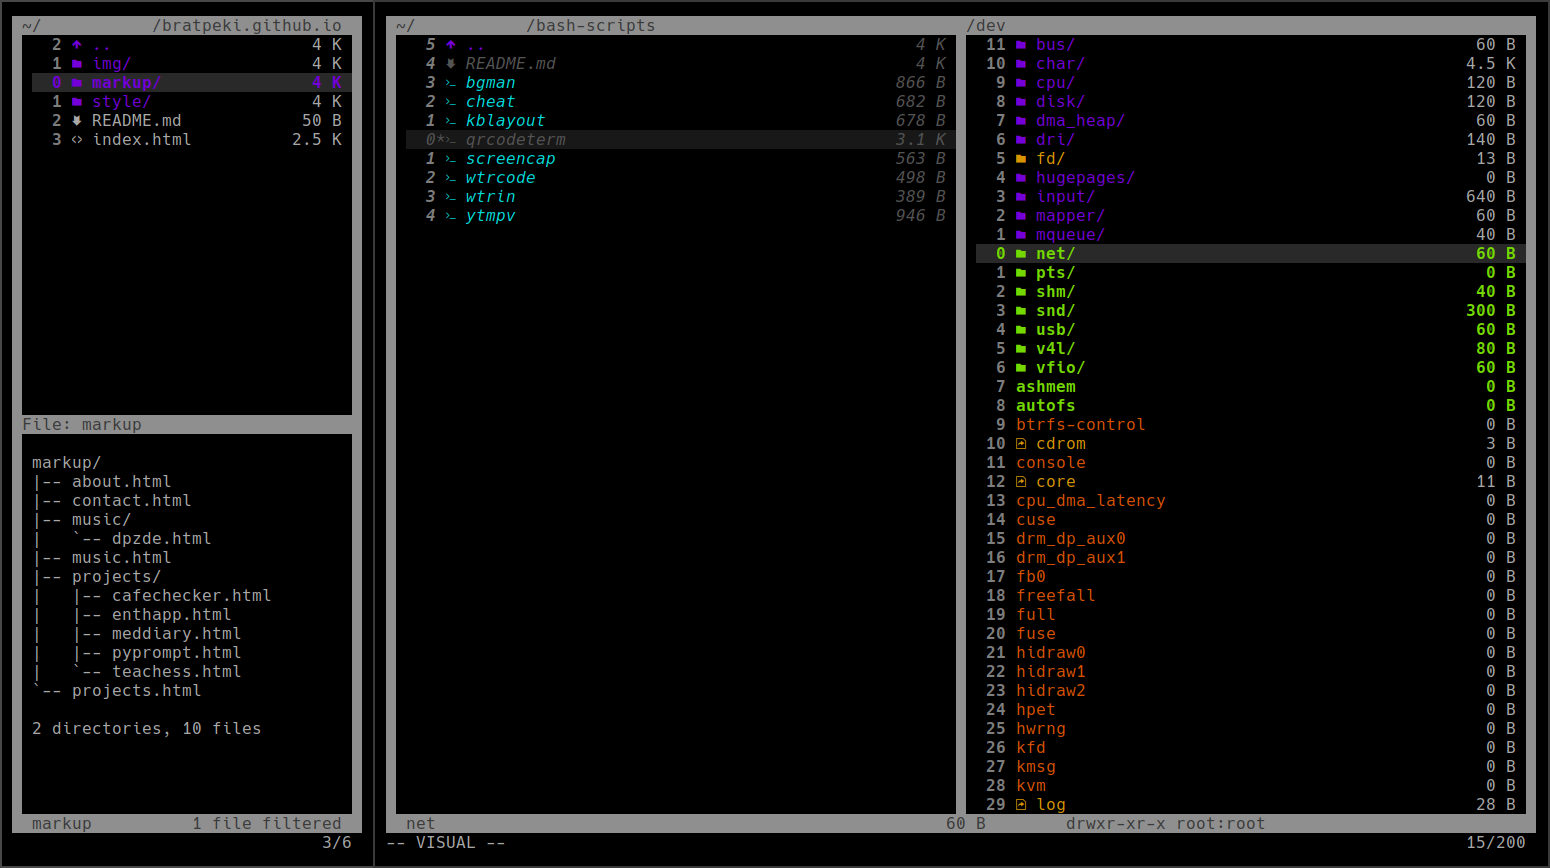 ~/ /bratpeki.github.io
2 .. 4 K
1 img/ 4 K
0 markup/ 4 K
1 style/ 4 K
2 README.md 50 B
3 index.html 2.5 K
File: markup
markup/
|-- about.html
|-- contact.html
|-- music/
|   `-- dpzde.html
|-- music.html
|-- projects/
|   |-- cafechecker.html
|   |-- enthapp.html
|   |-- meddiary.html
|   |-- pyprompt.html
|   `-- teachess.html
`-- projects.html
2 directories, 10 files
markup 1 file filtered
3/6
~/ /bash-scripts
5 .. 4 K
4 README.md 4 K
3 bgman 866 B
2 cheat 682 B
1 kblayout 678 B
0* qrcodeterm 3.1 K
1 screencap 563 B
2 wtrcode 498 B
3 wtrin 389 B
4 ytmpv 946 B
/dev
11 bus/ 60 B
10 char/ 4.5 K
9 cpu/ 120 B
8 disk/ 120 B
7 dma_heap/ 60 B
6 dri/ 140 B
5 fd/ 13 B
4 hugepages/ 0 B
3 input/ 640 B
2 mapper/ 60 B
1 mqueue/ 40 B
0 net/ 60 B
1 pts/ 0 B
2 shm/ 40 B
3 snd/ 300 B
4 usb/ 60 B
5 v4l/ 80 B
6 vfio/ 60 B
7 ashmem 0 B
8 autofs 0 B
9 btrfs-control 0 B
10 cdrom 3 B
11 console 0 B
12 core 11 B
13 cpu_dma_latency 0 B
14 cuse 0 B
15 drm_dp_aux0 0 B
16 drm_dp_aux1 0 B
17 fb0 0 B
18 freefall 0 B
19 full 0 B
20 fuse 0 B
21 hidraw0 0 B
22 hidraw1 0 B
23 hidraw2 0 B
24 hpet 0 B
25 hwrng 0 B
26 kfd 0 B
27 kmsg 0 B
28 kvm 0 B
29 log 28 B
net 60 B drwxr-xr-x root:root
-- VISUAL -- 15/200